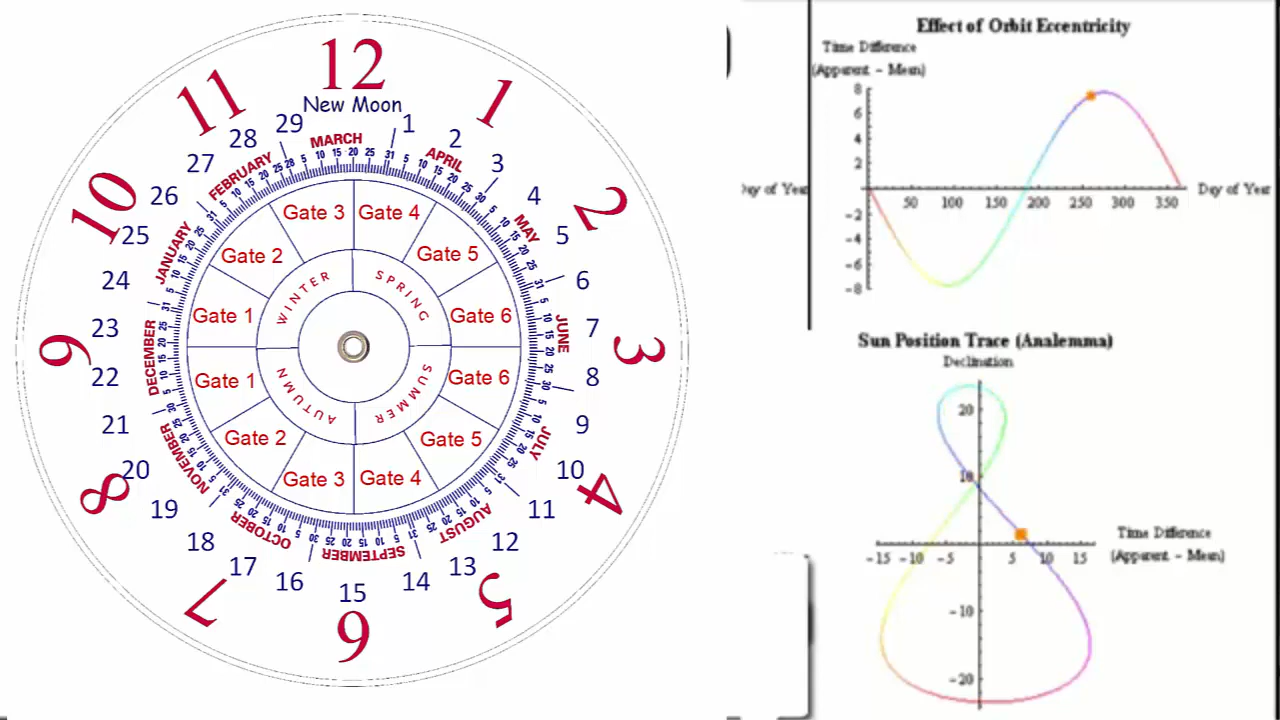 12
1
2
3
4
5
6
7
8
9
10
11
New Moon
1
2
3
4
5
6
7
8
9
10
11
12
13
14
15
16
17
18
19
20
21
22
23
24
25
26
27
28
29
MARCH
APRIL
MAY
JUNE
JULY
AUGUST
SEPTEMBER
OCTOBER
NOVEMBER
DECEMBER
JANUARY
FEBRUARY
Gate 3
Gate 4
Gate 2
Gate 5
Gate 1
Gate 6
Gate 1
Gate 6
Gate 2
Gate 5
Gate 3
Gate 4
WINTER
SPRING
AUTUMN
SUMMER
Effect of Orbit Eccentricity
Time Difference
(Apparent - Mean)
8
6
4
2
0
-2
-4
-6
-8
50 100 150 200 250 300 350
Day of Year
Day of Year
Sun Position Trace (Analemma)
Declination
20
10
-15 -10 -5 5 10 15
-10
-20
Time Difference
(Apparent - Mean)